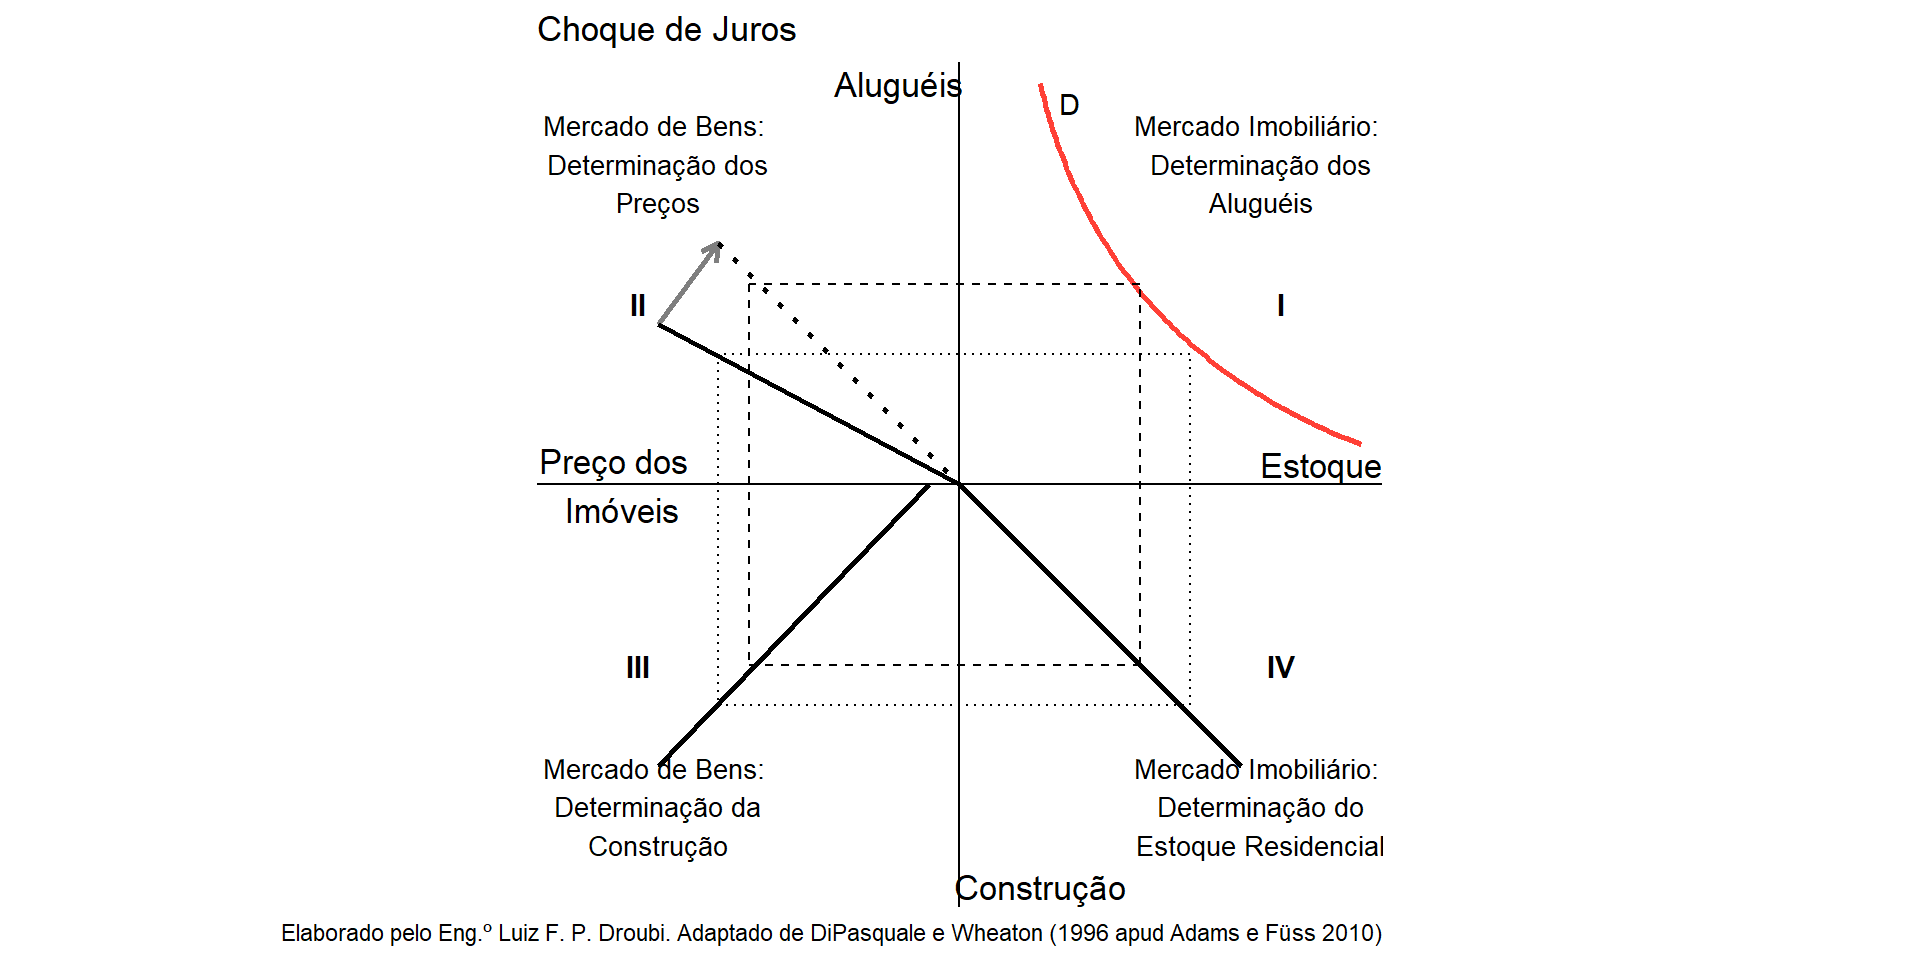 Choque de Juros
Aluguéis
D
Mercado de Bens:
Determinação dos
Preços
Mercado Imobiliário:
Determinação dos
Aluguéis
II
I
Preço dos
Imóveis
Estoque
III
IV
Mercado de Bens:
Determinação da
Construção
Mercado Imobiliário:
Determinação do
Estoque Residencial
Construção
Elaborado pelo Eng.º Luiz F. P. Droubi. Adaptado de DiPasquale e Wheaton (1996 apud Adams e Füss 2010)